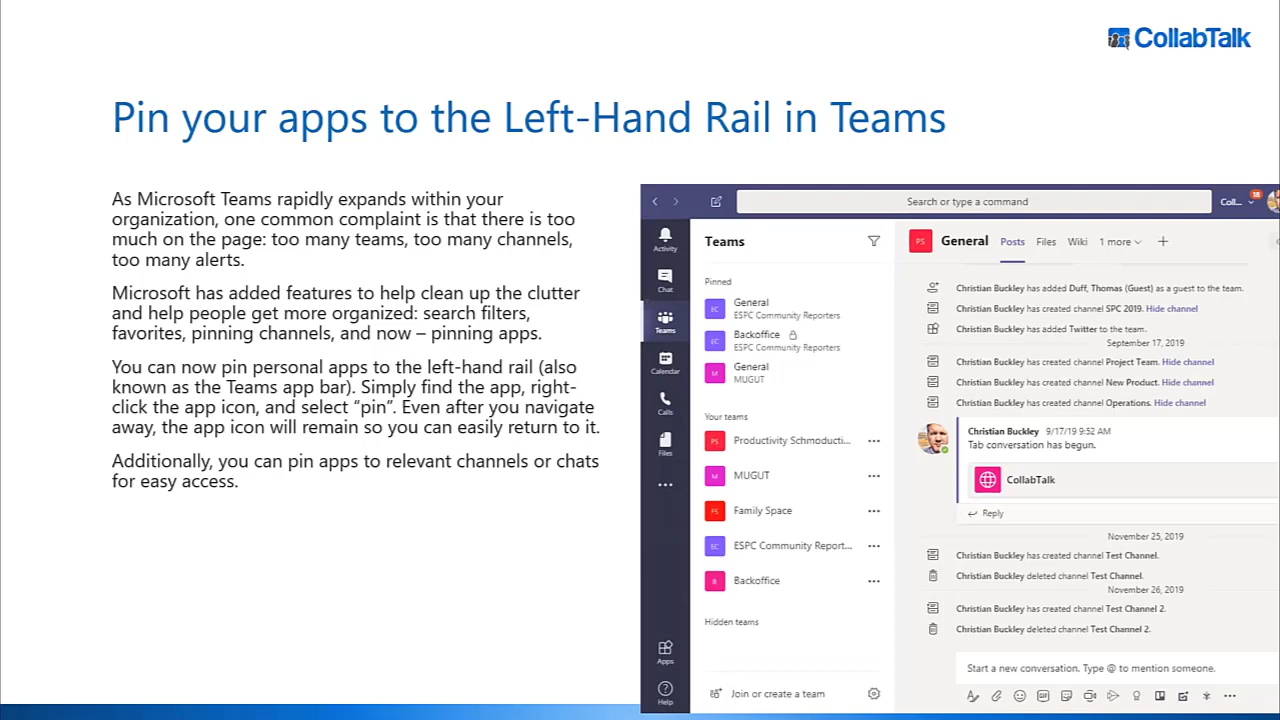 CollabTalk
Pin your apps to the Left-Hand Rail in Teams
As Microsoft Teams rapidly expands within your
organization, one common complaint is that there is too
much on the page: too many teams, too many channels,
too many alerts.
Microsoft has added features to help clean up the clutter
and help people get more organized: search filters,
favorites, pinning channels, and now – pinning apps.
You can now pin personal apps to the left-hand rail (also
known as the Teams app bar). Simply find the app, right-
click the app icon, and select “pin”. Even after you navigate
away, the app icon will remain so you can easily return to it.
Additionally, you can pin apps to relevant channels or chats
for easy access.
Search or type a command
Coll...
18
Activity
Chat
Teams
Calendar
Calls
Files
...
Apps
Help
Teams
Pinned
EC
General
ESPC Community Reporters
EC
Backoffice
ESPC Community Reporters
M
General
MUGUT
Your teams
PS
Productivity Schmoducti...
M
MUGUT
FS
Family Space
EC
ESPC Community Report...
B
Backoffice
Hidden teams
Join or create a team
PS
General
Posts
Files
Wiki
1 more
Christian Buckley has added Duff, Thomas (Guest) as a guest to the team.
Christian Buckley has created channel SPC 2019. Hide channel
Christian Buckley has added Twitter to the team.
September 17, 2019
Christian Buckley has created channel Project Team. Hide channel
Christian Buckley has created channel New Product. Hide channel
Christian Buckley has created channel Operations. Hide channel
Christian Buckley 9/17/19 9:52 AM
Tab conversation has begun.
CollabTalk
Reply
November 25, 2019
Christian Buckley has created channel Test Channel.
Christian Buckley deleted channel Test Channel.
November 26, 2019
Christian Buckley has created channel Test Channel 2.
Christian Buckley deleted channel Test Channel 2.
Start a new conversation. Type @ to mention someone.
GIF